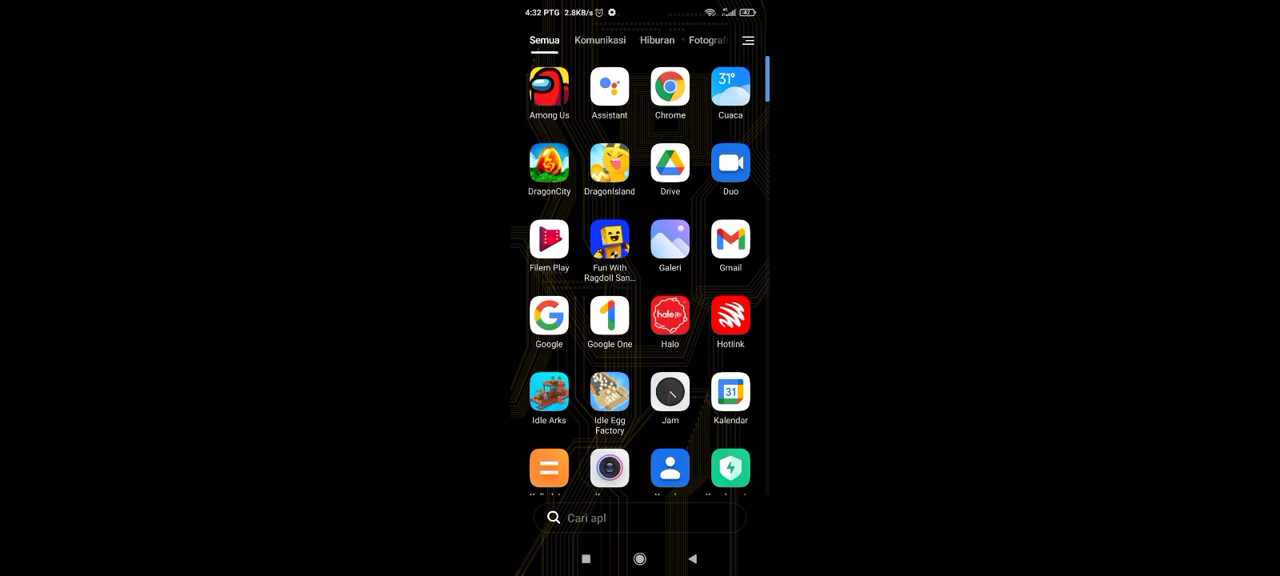 4:32 PTG 2.8KB/s 42
Semua Komunikasi Hiburan Fotografi
31°
Among Us Assistant Chrome Cuaca
DragonCity DragonIsland Drive Duo
Filem Play Fun With Ragdoll San... Galeri Gmail
halo
Google Google One Halo Hotlink
31
Idle Arks Idle Egg Factory Jam Kalendar
Cari apl